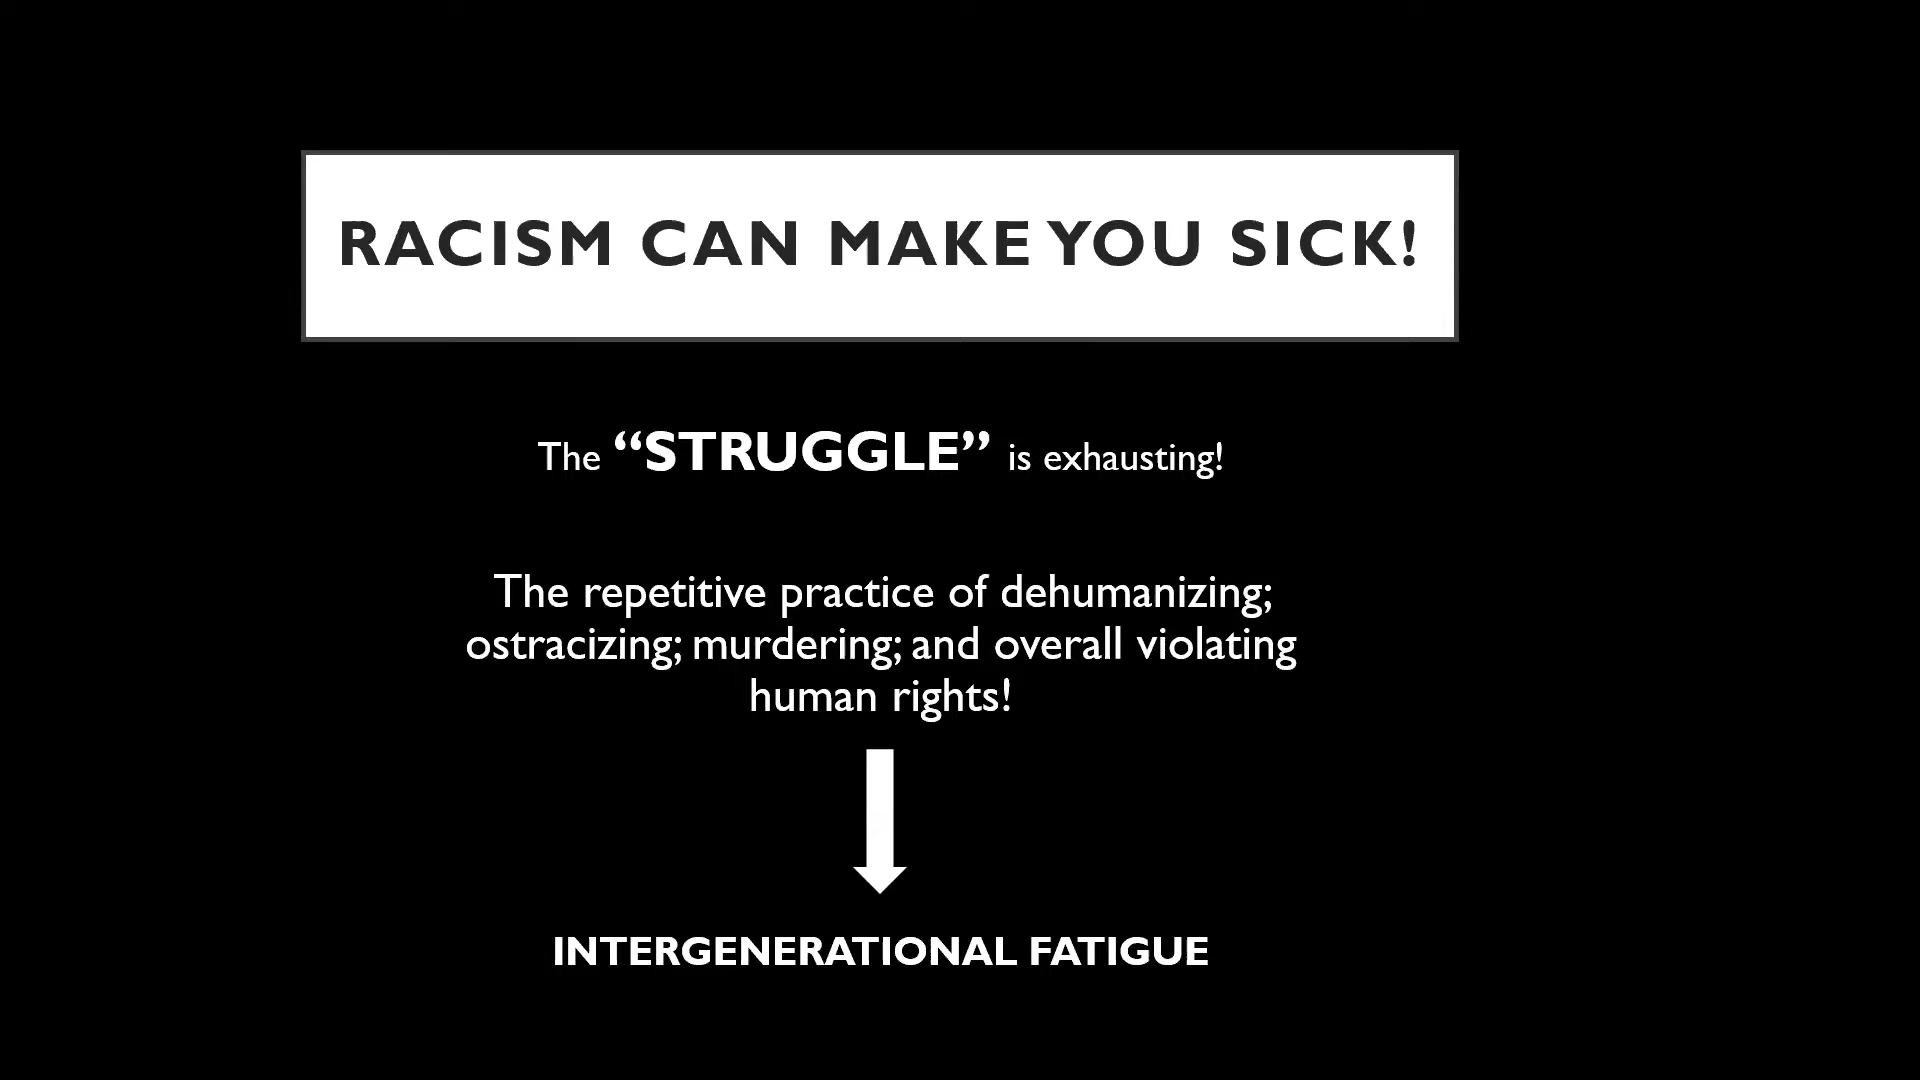 RACISM CAN MAKE YOU SICK!
The “STRUGGLE” is exhausting!
The repetitive practice of dehumanizing;
ostracizing; murdering; and overall violating
human rights!
INTERGENERATIONAL FATIGUE